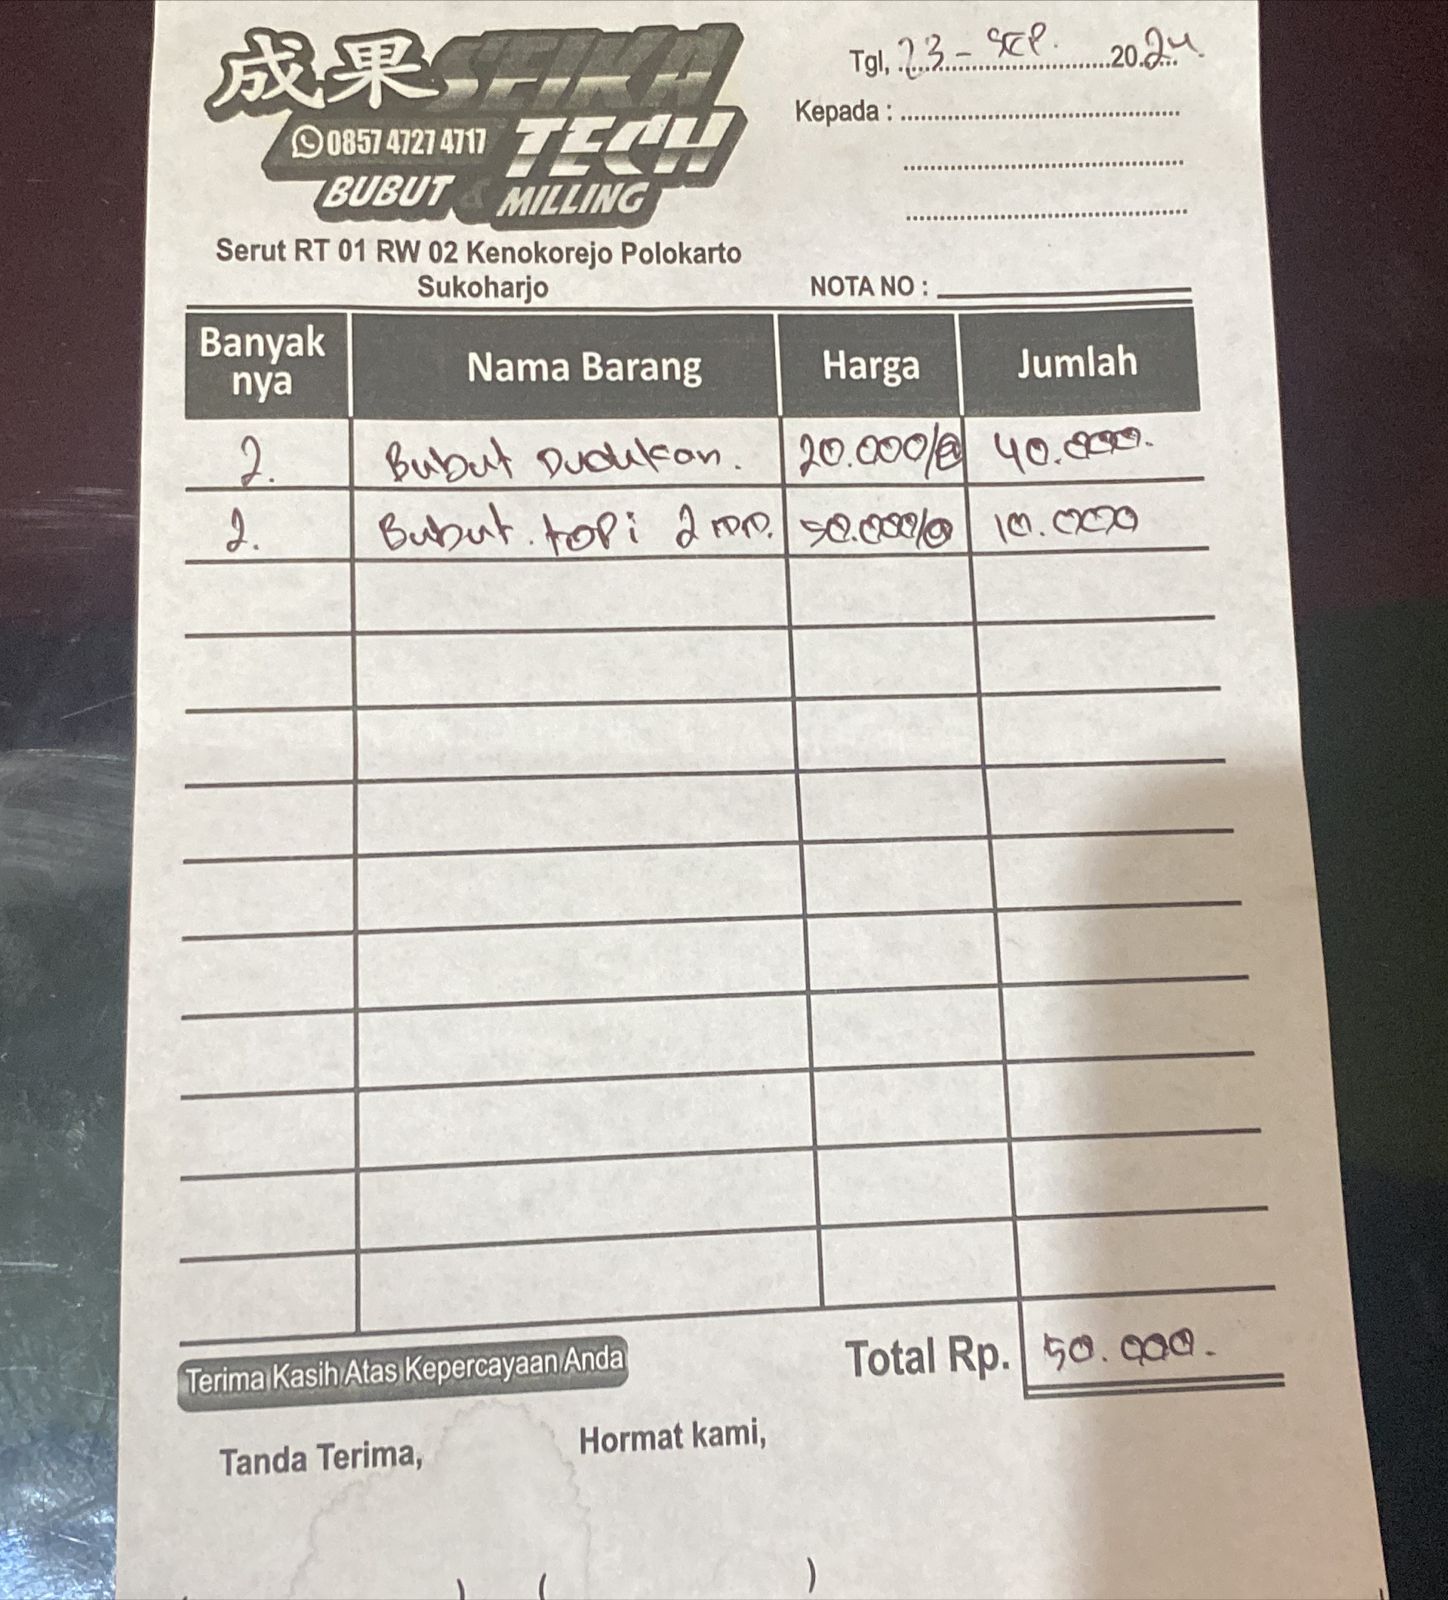 成果 SEIKA
TECH
0857 4727 4717
BUBUT & MILLING
Serut RT 01 RW 02 Kenokorejo Polokarto
Sukoharjo
Tgl, 23 - SEP. 2024.
Kepada :
NOTA NO :
Banyak nya Nama Barang Harga Jumlah
2. Bubut Dudukan. 20.000/@ 40.000.
2. Bubut. topi 2 mm. 50.000/@ 10.000
Total Rp. 50.000.
Terima Kasih Atas Kepercayaan Anda
Tanda Terima, Hormat kami,